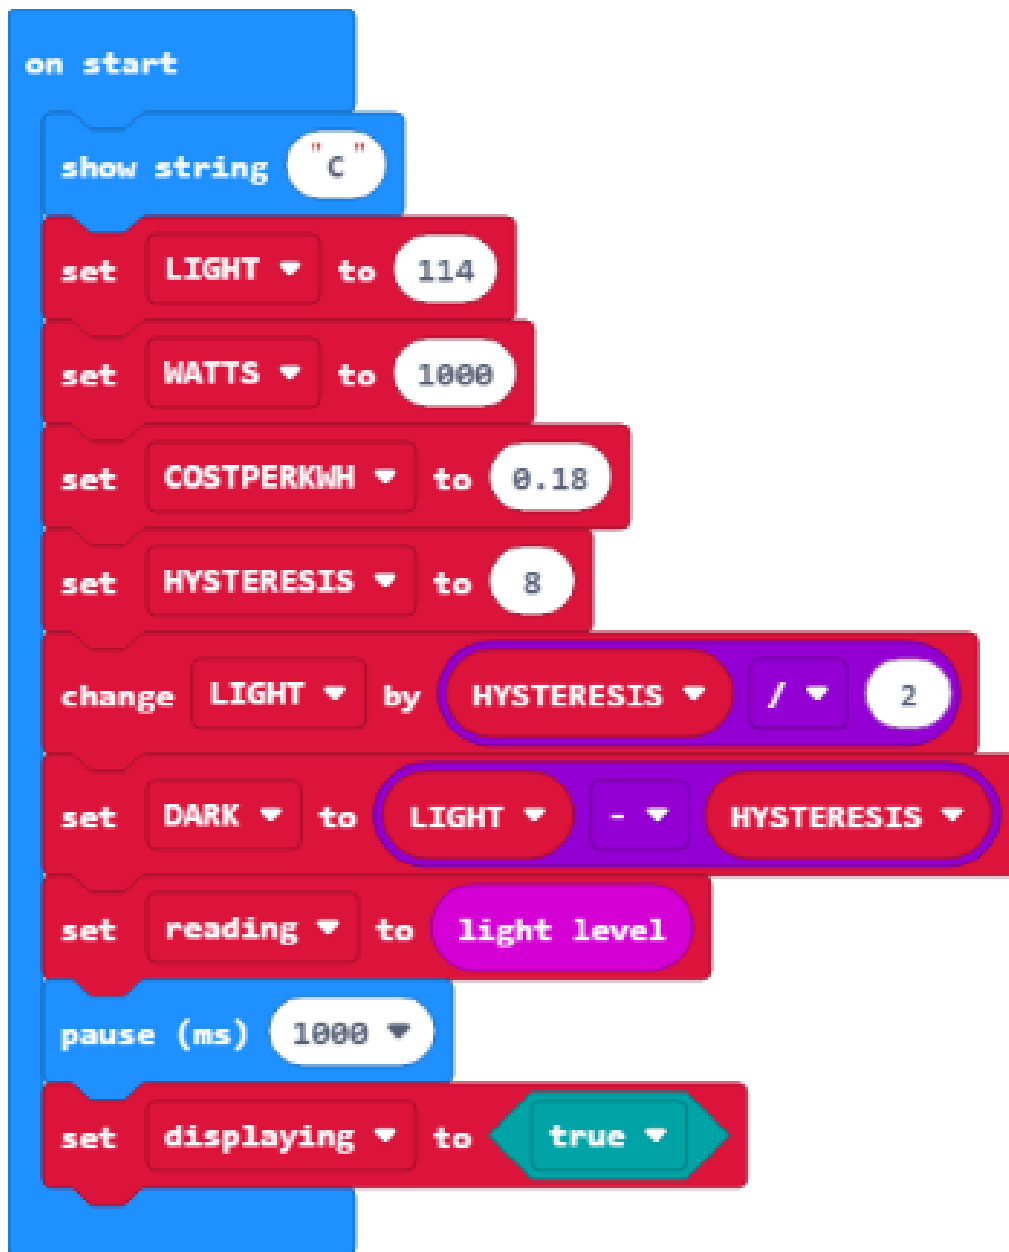 on start
show string "C"
set LIGHT to 114
set WATTS to 1000
set COSTPERKWH to 0.18
set HYSTERESIS to 8
change LIGHT by HYSTERESIS / 2
set DARK to LIGHT - HYSTERESIS
set reading to light level
pause (ms) 1000
set displaying to true